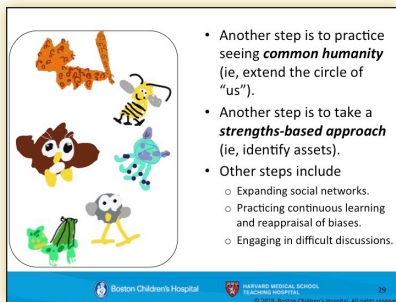 • Another step is to practice
seeing common humanity
(ie, extend the circle of
“us”).
• Another step is to take a
strengths-based approach
(ie, identify assets).
• Other steps include
o Expanding social networks.
o Practicing continuous learning
and reappraisal of biases.
o Engaging in difficult discussions.
Boston Children's Hospital
HARVARD MEDICAL SCHOOL
TEACHING HOSPITAL
29
© 2019, Boston Children's Hospital. All rights reserved